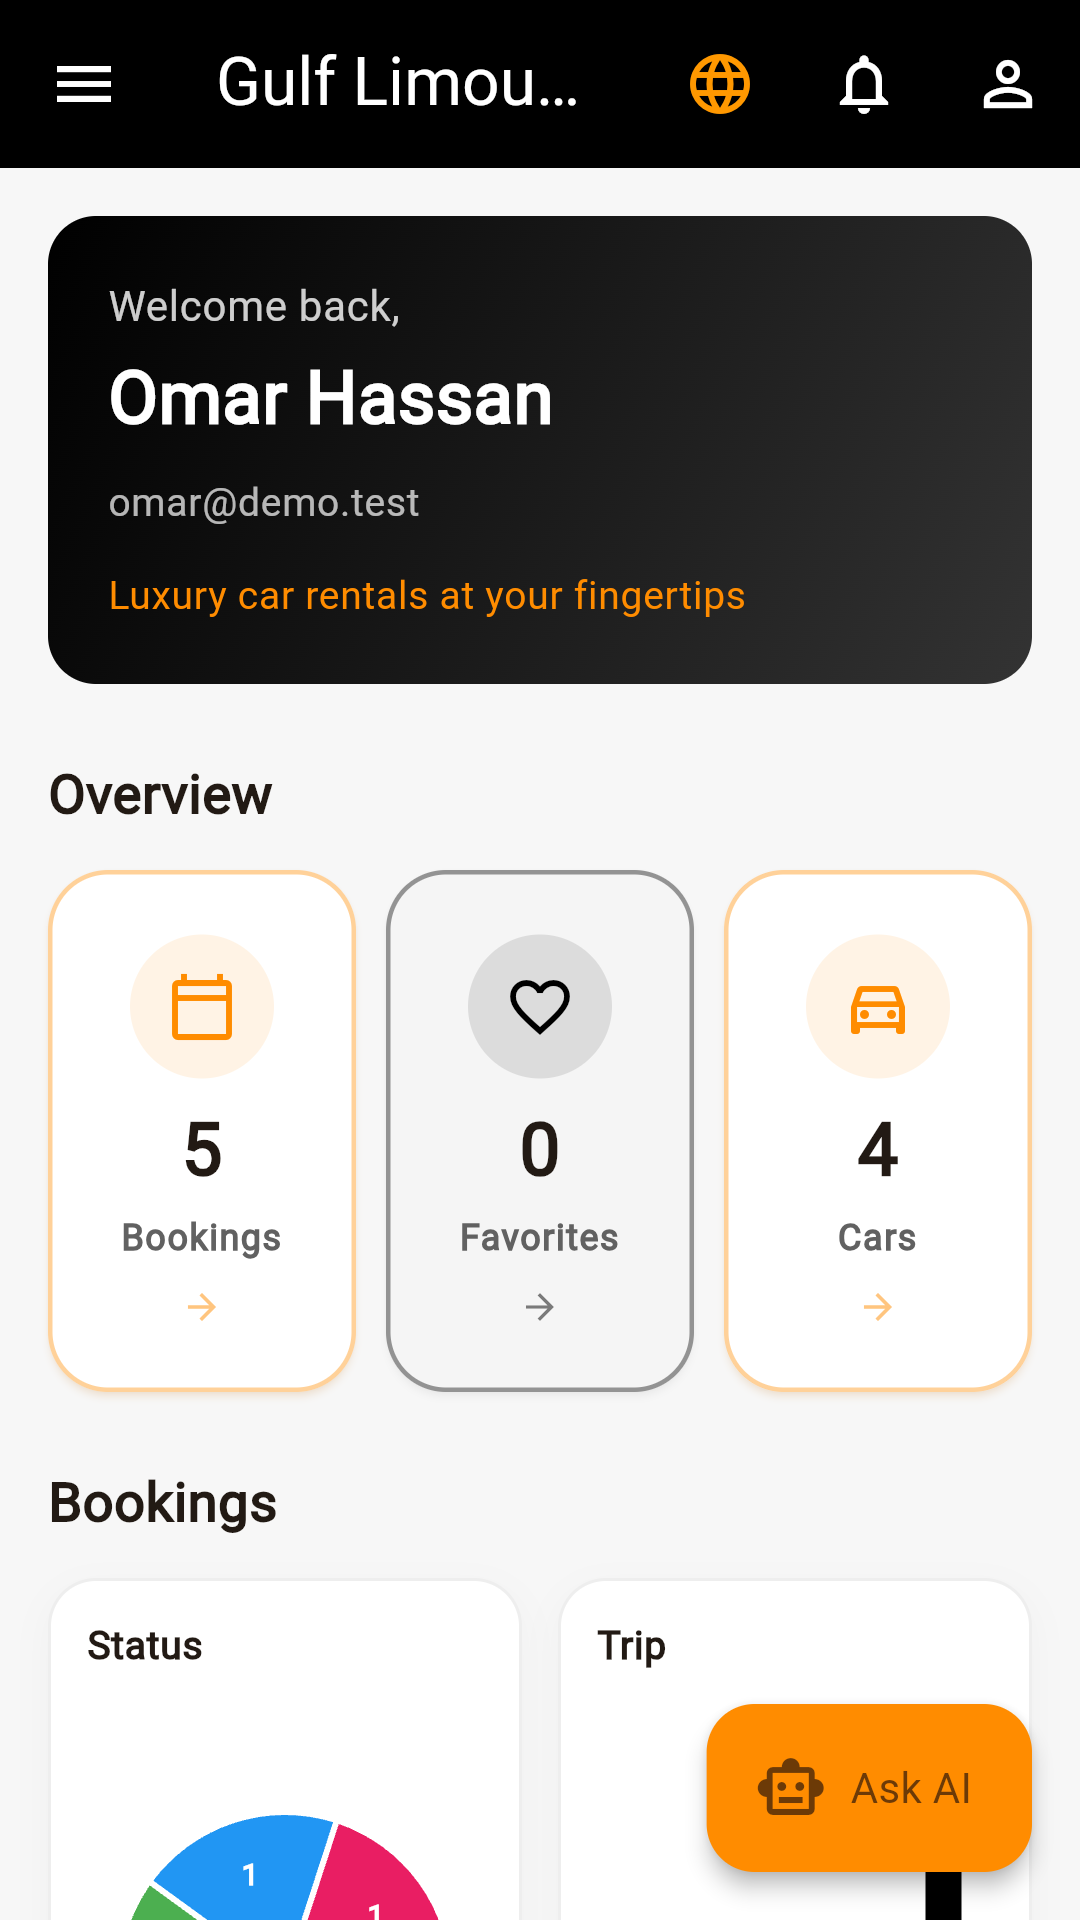 Gulf Limou...
Welcome back,
Omar Hassan
omar@demo.test
Luxury car rentals at your fingertips
Overview
5
Bookings
0
Favorites
4
Cars
Bookings
Status
Trip
Ask AI
1
1